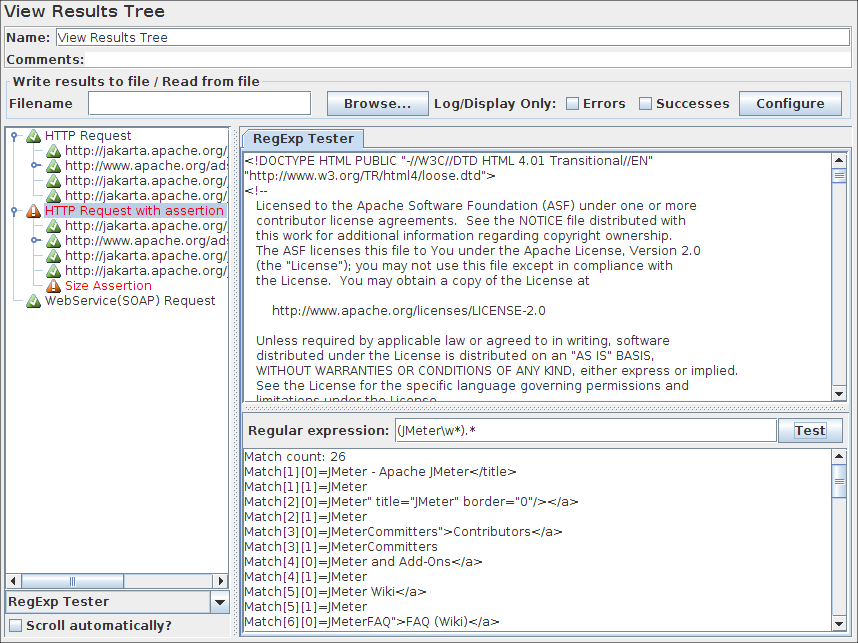 View Results Tree
Name: View Results Tree
Comments:
Write results to file / Read from file
Filename Browse... Log/Display Only: Errors Successes Configure
HTTP Request
http://jakarta.apache.org/
http://www.apache.org/ads
http://jakarta.apache.org/
http://jakarta.apache.org/
HTTP Request with assertion
http://jakarta.apache.org/
http://www.apache.org/ads
http://jakarta.apache.org/
http://jakarta.apache.org/
Size Assertion
WebService(SOAP) Request
RegExp Tester
Scroll automatically?
RegExp Tester
<!DOCTYPE HTML PUBLIC "-//W3C//DTD HTML 4.01 Transitional//EN"
"http://www.w3.org/TR/html4/loose.dtd">
<!--
Licensed to the Apache Software Foundation (ASF) under one or more
contributor license agreements.  See the NOTICE file distributed with
this work for additional information regarding copyright ownership.
The ASF licenses this file to You under the Apache License, Version 2.0
(the "License"); you may not use this file except in compliance with
the License.  You may obtain a copy of the License at
http://www.apache.org/licenses/LICENSE-2.0
Unless required by applicable law or agreed to in writing, software
distributed under the License is distributed on an "AS IS" BASIS,
WITHOUT WARRANTIES OR CONDITIONS OF ANY KIND, either express or implied.
See the License for the specific language governing permissions and
limitations under the License.
Regular expression: (JMeter\w*).* Test
Match count: 26
Match[1][0]=JMeter - Apache JMeter</title>
Match[1][1]=JMeter
Match[2][0]=JMeter" title="JMeter" border="0"/></a>
Match[2][1]=JMeter
Match[3][0]=JMeterCommitters">Contributors</a>
Match[3][1]=JMeterCommitters
Match[4][0]=JMeter and Add-Ons</a>
Match[4][1]=JMeter
Match[5][0]=JMeter Wiki</a>
Match[5][1]=JMeter
Match[6][0]=JMeterFAQ">FAQ (Wiki)</a>